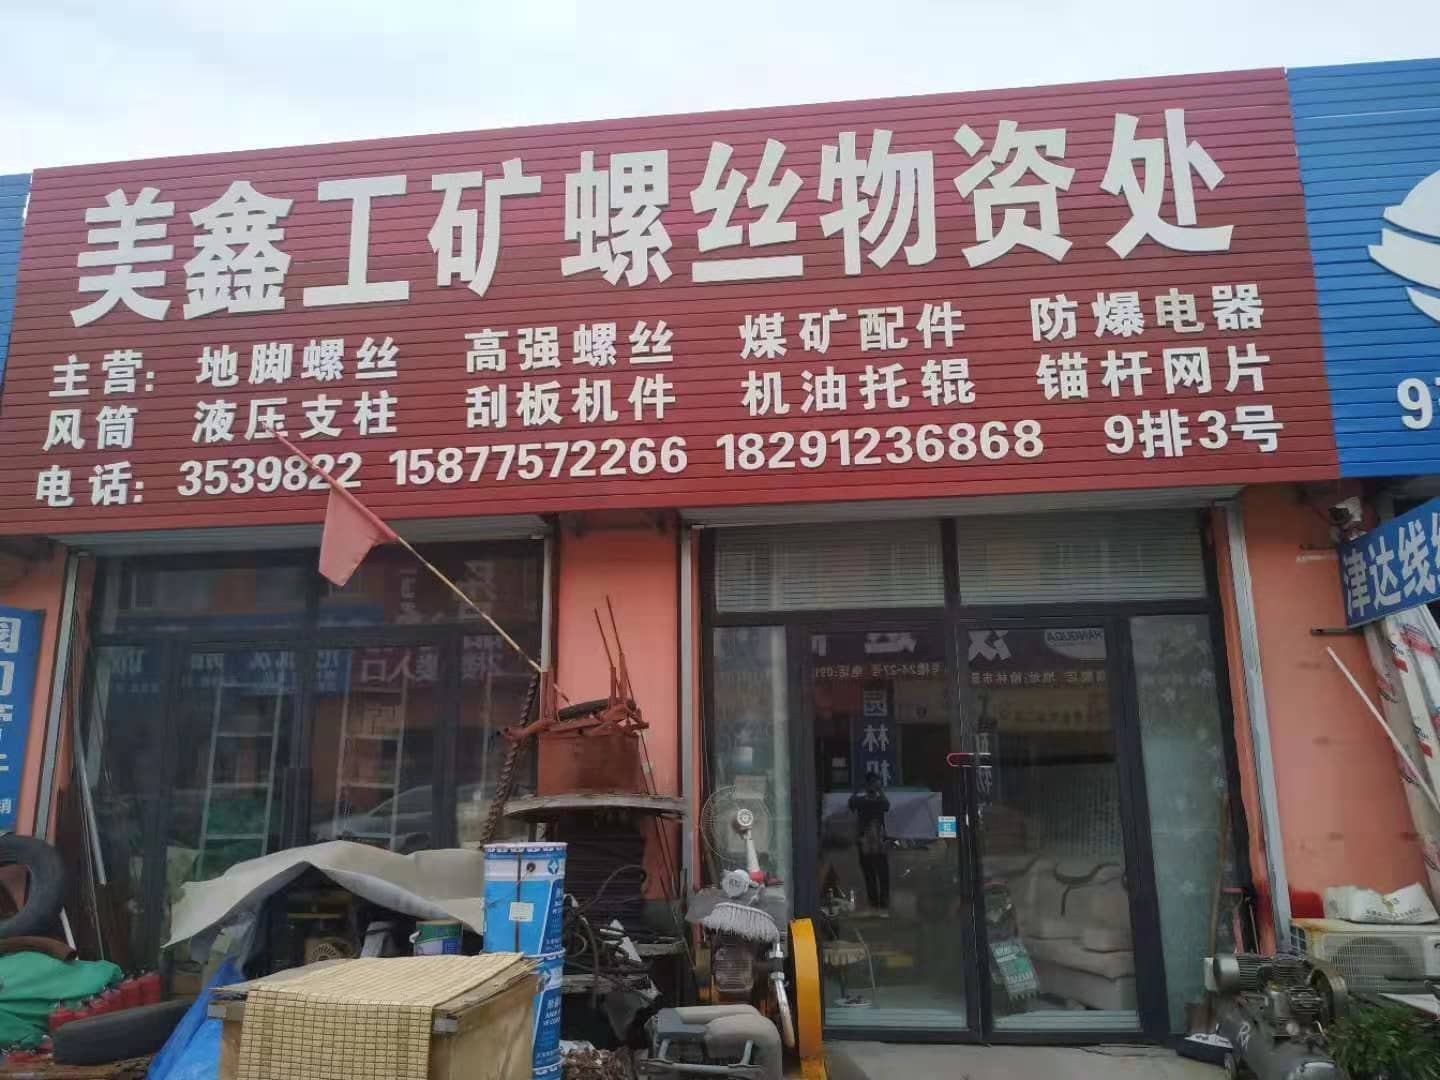 美鑫工矿螺丝物资处
主营: 地脚螺丝 高强螺丝 煤矿配件 防爆电器
风筒 液压支柱 刮板机件 机油托辊 锚杆网片
电话: 3539822 15877572266 18291236868 9排3号
津达线
园林机